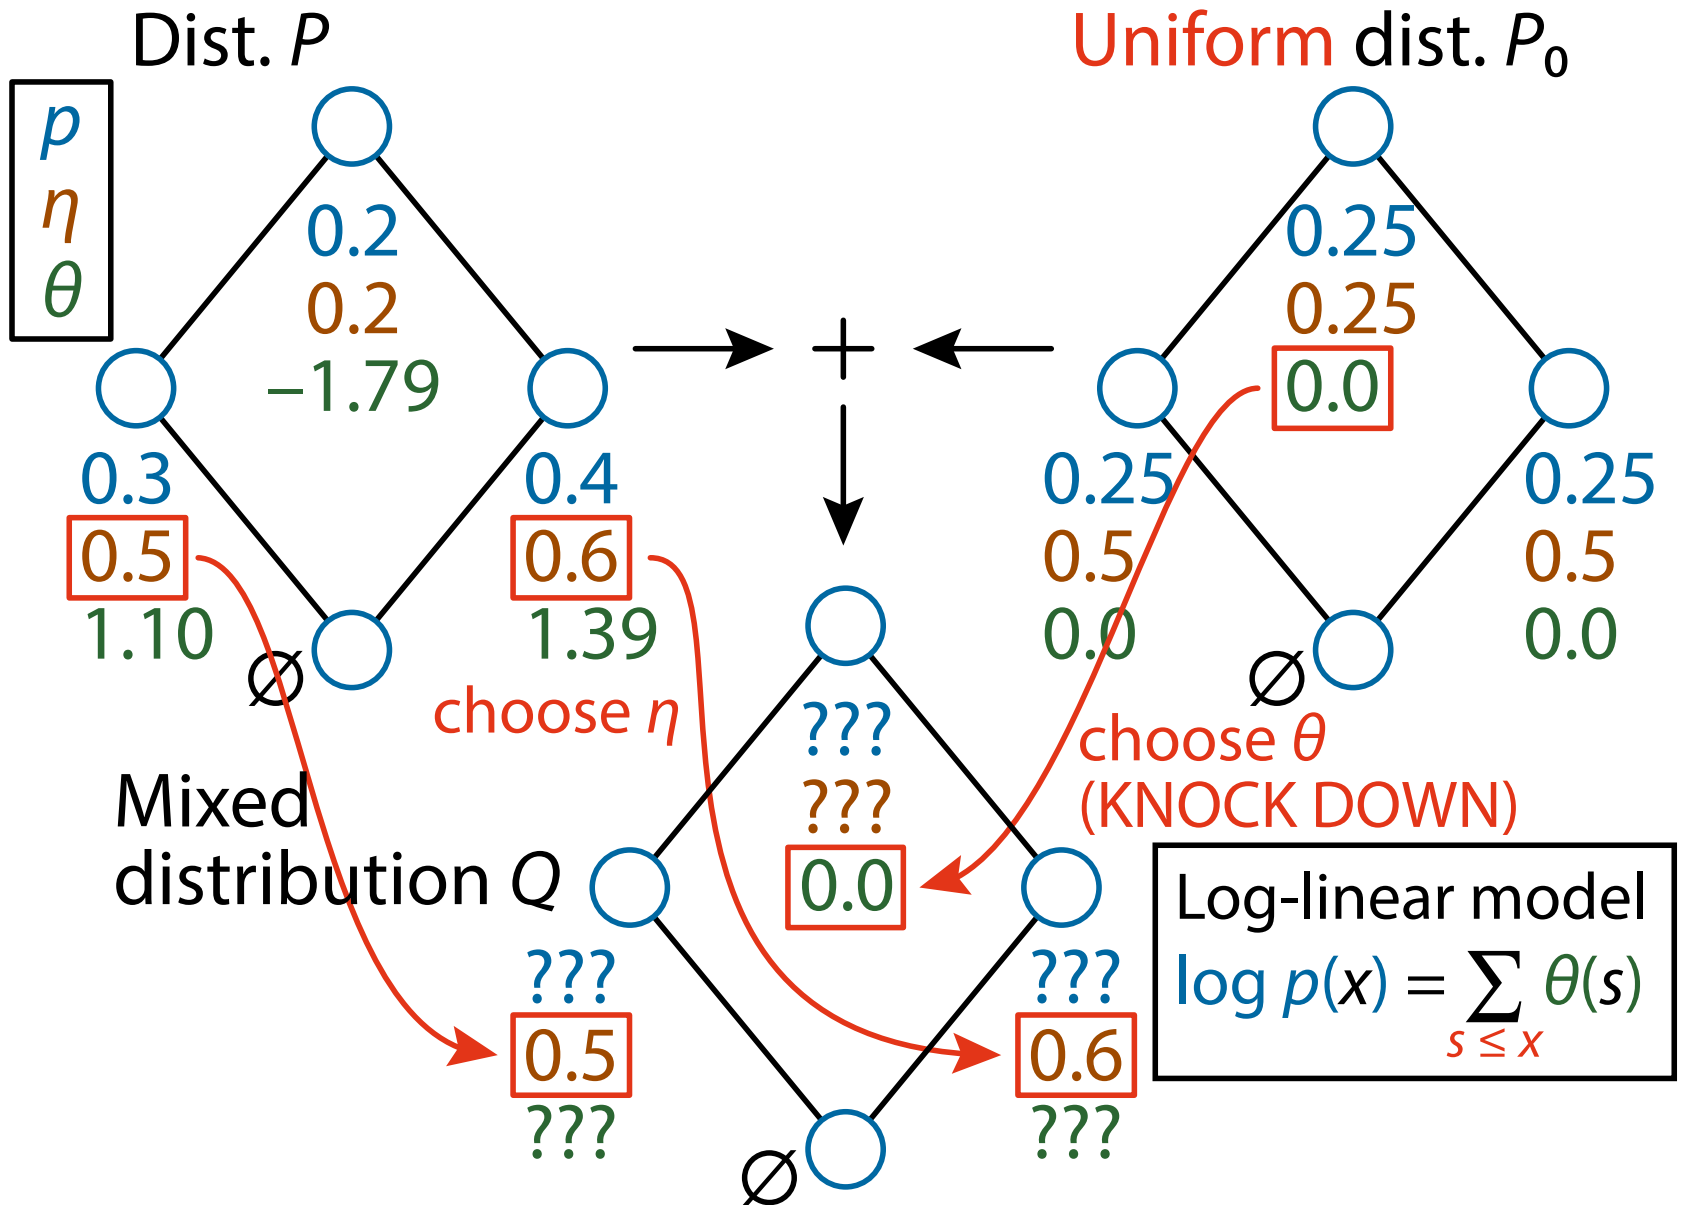 Dist. P
Uniform dist. P₀
p
η
θ
0.2
0.2
–1.79
0.3
0.5
1.10
0.4
0.6
1.39
∅
0.25
0.25
0.0
0.25
0.5
0.0
0.25
0.5
0.0
∅
+
choose η
choose θ
(KNOCK DOWN)
Mixed
distribution Q
???
???
0.0
???
0.5
???
???
0.6
???
∅
Log-linear model
log p(x) = ∑ θ(s)
s ≤ x